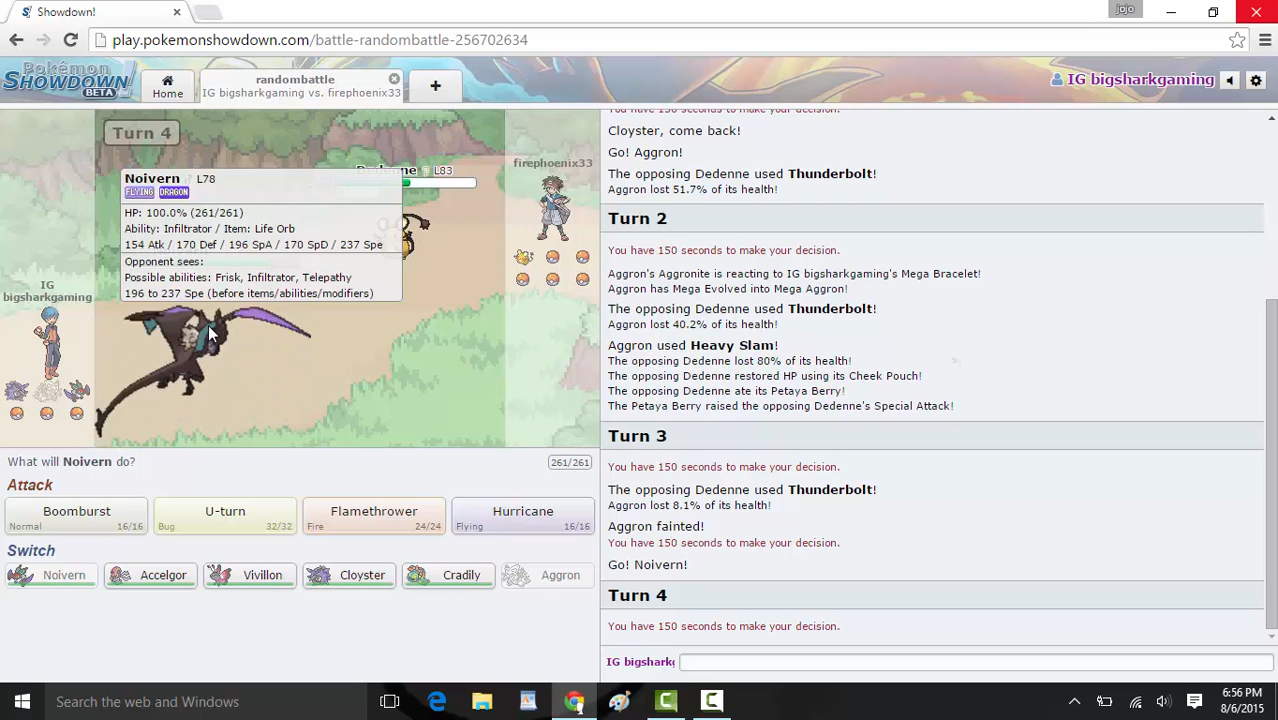 Showdown!
jojo
play.pokemonshowdown.com/battle-randombattle-256702634
Pokémon
SHOWDOWN
BETA
Home
randombattle
IG bigsharkgaming vs. firephoenix33
IG bigsharkgaming
Turn 4
Dedenne L83
firephoenix33
Noivern L78
FLYING DRAGON
HP: 100.0% (261/261)
Ability: Infiltrator / Item: Life Orb
154 Atk / 170 Def / 196 SpA / 170 SpD / 237 Spe
Opponent sees:
Possible abilities: Frisk, Infiltrator, Telepathy
196 to 237 Spe (before items/abilities/modifiers)
IG
bigsharkgaming
What will Noivern do?
261/261
Attack
Boomburst
Normal 16/16
U-turn
Bug 32/32
Flamethrower
Fire 24/24
Hurricane
Flying 16/16
Switch
Noivern
Accelgor
Vivillon
Cloyster
Cradily
Aggron
You have 150 seconds to make your decision.
Cloyster, come back!
Go! Aggron!
The opposing Dedenne used Thunderbolt!
Aggron lost 51.7% of its health!
Turn 2
You have 150 seconds to make your decision.
Aggron's Aggronite is reacting to IG bigsharkgaming's Mega Bracelet!
Aggron has Mega Evolved into Mega Aggron!
The opposing Dedenne used Thunderbolt!
Aggron lost 40.2% of its health!
Aggron used Heavy Slam!
The opposing Dedenne lost 80% of its health!
The opposing Dedenne restored HP using its Cheek Pouch!
The opposing Dedenne ate its Petaya Berry!
The Petaya Berry raised the opposing Dedenne's Special Attack!
Turn 3
You have 150 seconds to make your decision.
The opposing Dedenne used Thunderbolt!
Aggron lost 8.1% of its health!
Aggron fainted!
You have 150 seconds to make your decision.
Go! Noivern!
Turn 4
You have 150 seconds to make your decision.
IG bigshark
Search the web and Windows
6:56 PM
8/6/2015